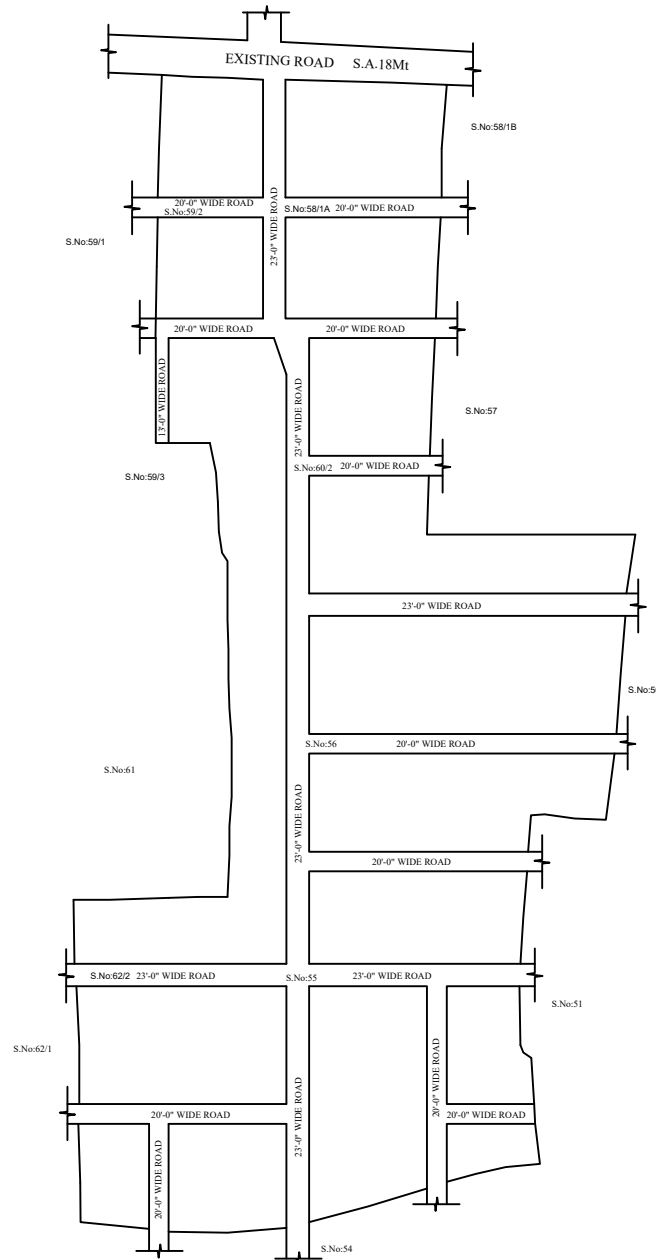 EXISTING ROAD S.A.18Mt
S.No:58/1B
20'-0" WIDE ROAD
S.No:59/2
S.No:58/1A 20'-0" WIDE ROAD
23'-0" WIDE ROAD
S.No:59/1
20'-0" WIDE ROAD
20'-0" WIDE ROAD
13'-0" WIDE ROAD
23'-0" WIDE ROAD
S.No:57
S.No:60/2 20'-0" WIDE ROAD
S.No:59/3
23'-0" WIDE ROAD
S.No:56
20'-0" WIDE ROAD
S.No:61
23'-0" WIDE ROAD
20'-0" WIDE ROAD
S.No:62/2 23'-0" WIDE ROAD
S.No:55
23'-0" WIDE ROAD
S.No:51
S.No:62/1
20'-0" WIDE ROAD
23'-0" WIDE ROAD
20'-0" WIDE ROAD
20'-0" WIDE ROAD
20'-0" WIDE ROAD
S.No:54